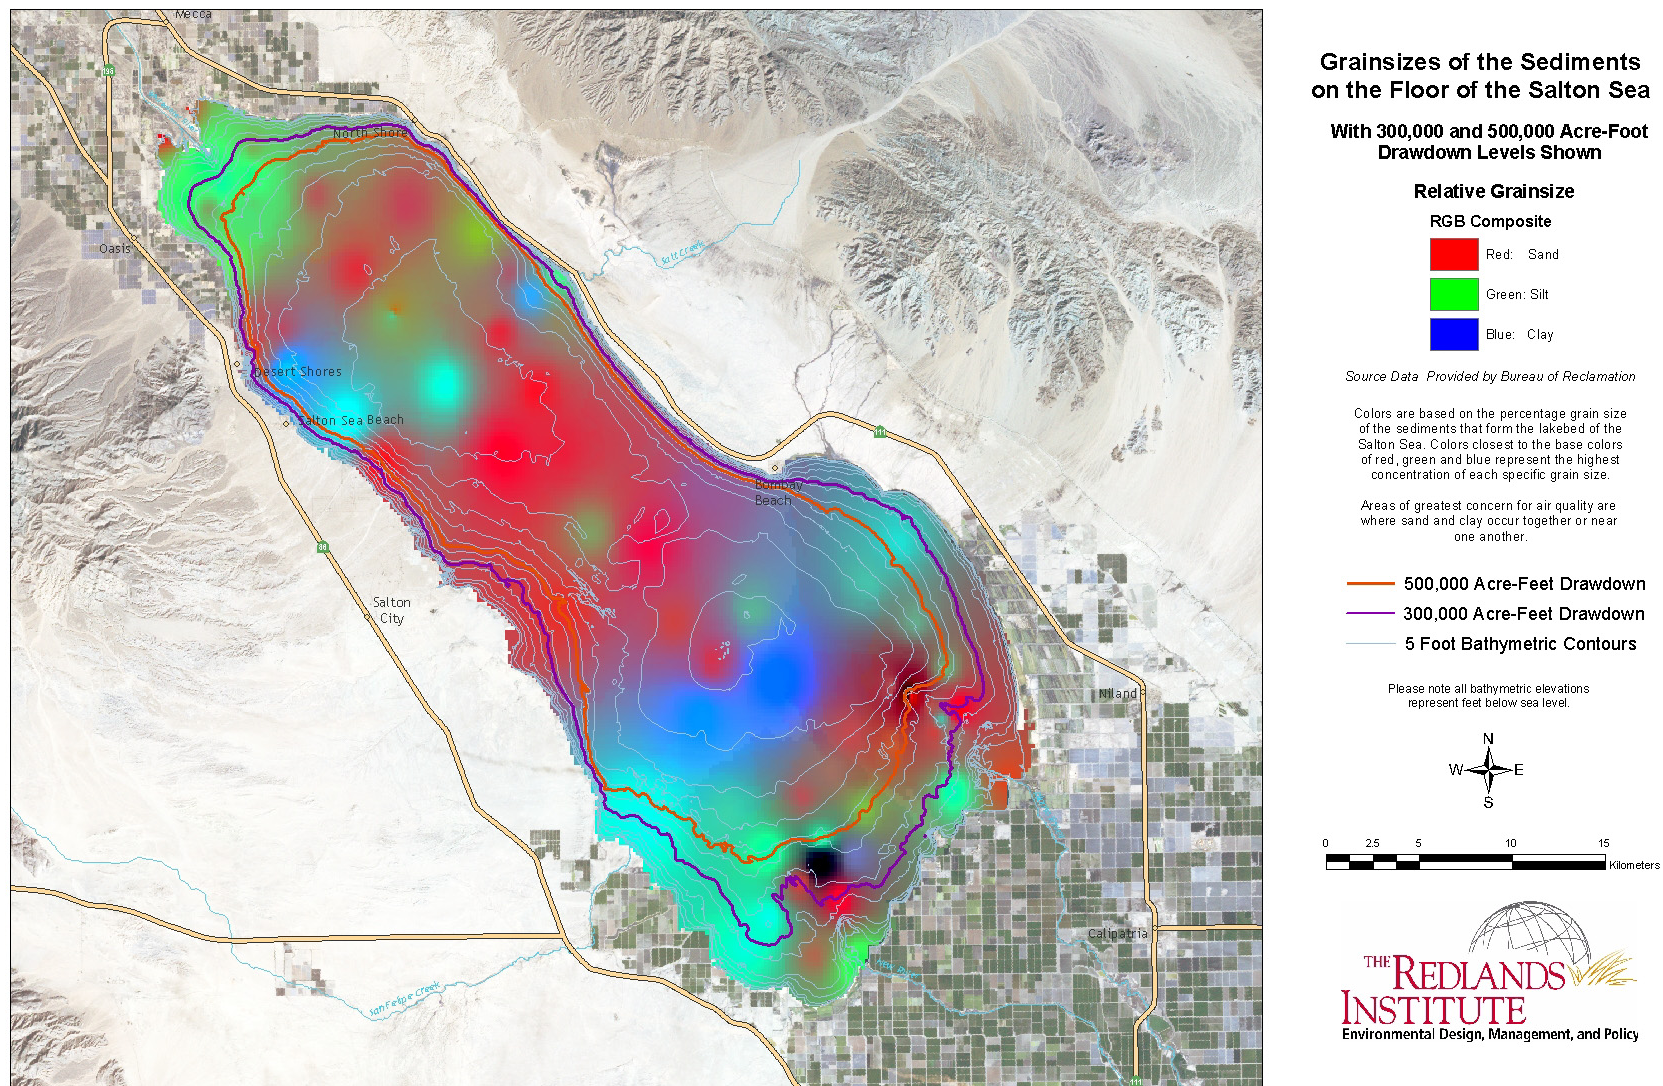 Mecca
195
North Shore
Oasis
Salt Creek
Desert Shores
Salton Sea Beach
111
Bombay
Beach
86
Salton
City
Niland
Calipatria
San Felipe Creek
111
Grainsizes of the Sediments
on the Floor of the Salton Sea
With 300,000 and 500,000 Acre-Foot
Drawdown Levels Shown
Relative Grainsize
RGB Composite
Red: Sand
Green: Silt
Blue: Clay
Source Data Provided by Bureau of Reclamation
Colors are based on the percentage grain size
of the sediments that form the lakebed of the
Salton Sea. Colors closest to the base colors
of red, green and blue represent the highest
concentration of each specific grain size.
Areas of greatest concern for air quality are
where sand and clay occur together or near
one another.
500,000 Acre-Feet Drawdown
300,000 Acre-Feet Drawdown
5 Foot Bathymetric Contours
Please note all bathymetric elevations
represent feet below sea level.
N
W E
S
0 2.5 5 10 15
Kilometers
THE REDLANDS
INSTITUTE
Environmental Design, Management, and Policy